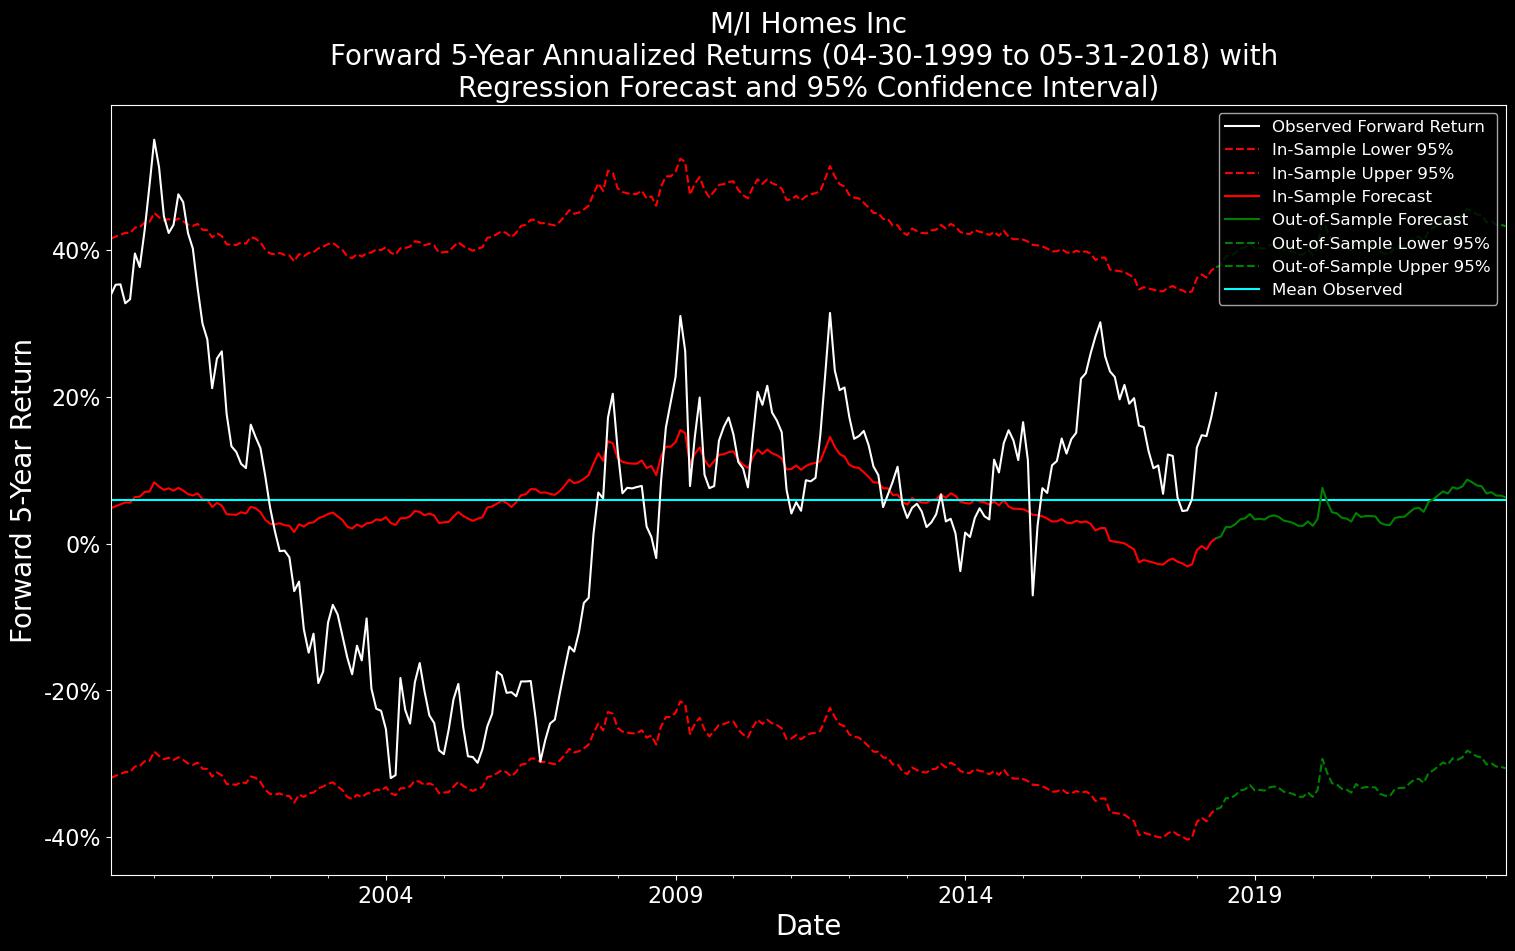 M/I Homes Inc
Forward 5-Year Annualized Returns (04-30-1999 to 05-31-2018) with
Regression Forecast and 95% Confidence Interval)
Observed Forward Return
In-Sample Lower 95%
In-Sample Upper 95%
In-Sample Forecast
Out-of-Sample Forecast
Out-of-Sample Lower 95%
Out-of-Sample Upper 95%
Mean Observed
Forward 5-Year Return
40%
20%
0%
-20%
-40%
2004
2009
2014
2019
Date